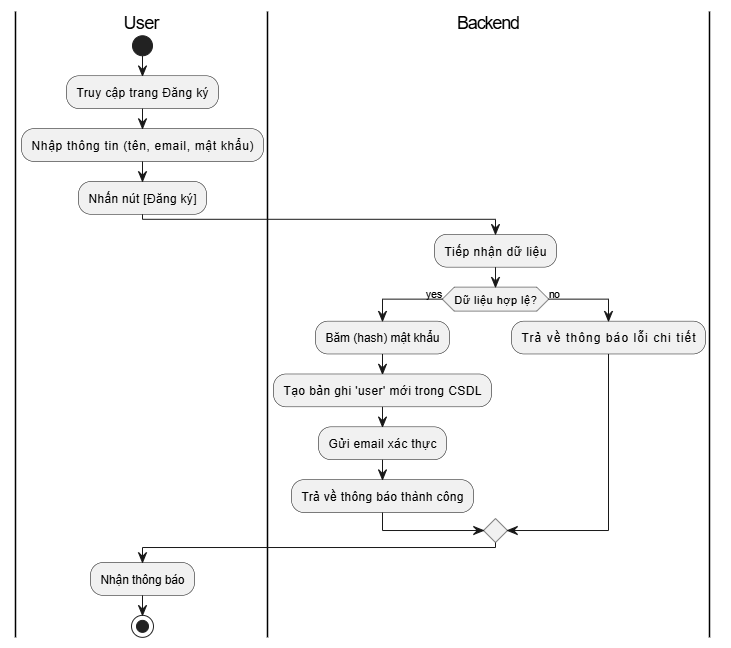 User
Backend
Truy cập trang Đăng ký
Nhập thông tin (tên, email, mật khẩu)
Nhấn nút [Đăng ký]
Tiếp nhận dữ liệu
Dữ liệu hợp lệ?
yes
no
Băm (hash) mật khẩu
Trả về thông báo lỗi chi tiết
Tạo bản ghi 'user' mới trong CSDL
Gửi email xác thực
Trả về thông báo thành công
Nhận thông báo